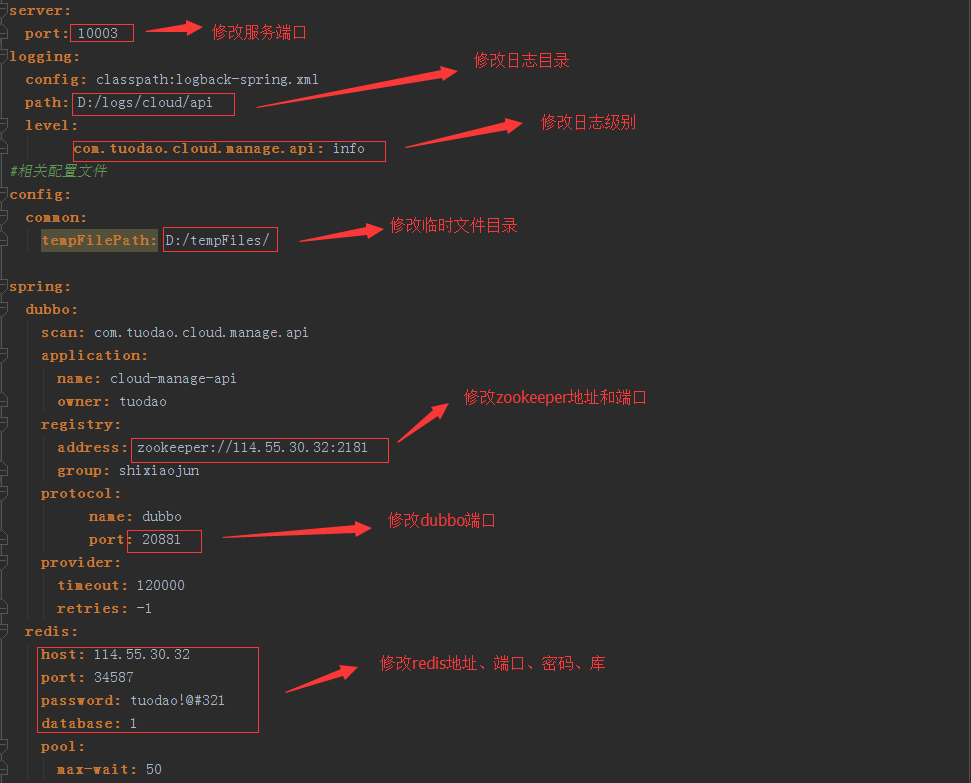 server:
port: 10003
修改服务端口
logging:
config: classpath:logback-spring.xml
修改日志目录
path: D:/logs/cloud/api
level:
修改日志级别
com.tuodao.cloud.manage.api: info
#相关配置文件
config:
common:
修改临时文件目录
tempFilePath: D:/tempFiles/
spring:
dubbo:
scan: com.tuodao.cloud.manage.api
application:
name: cloud-manage-api
owner: tuodao
修改zookeeper地址和端口
registry:
address: zookeeper://114.55.30.32:2181
group: shixiaojun
protocol:
name: dubbo
修改dubbo端口
port: 20881
provider:
timeout: 120000
retries: -1
redis:
host: 114.55.30.32
修改redis地址、端口、密码、库
port: 34587
password: tuodao!@#321
database: 1
pool:
max-wait: 50